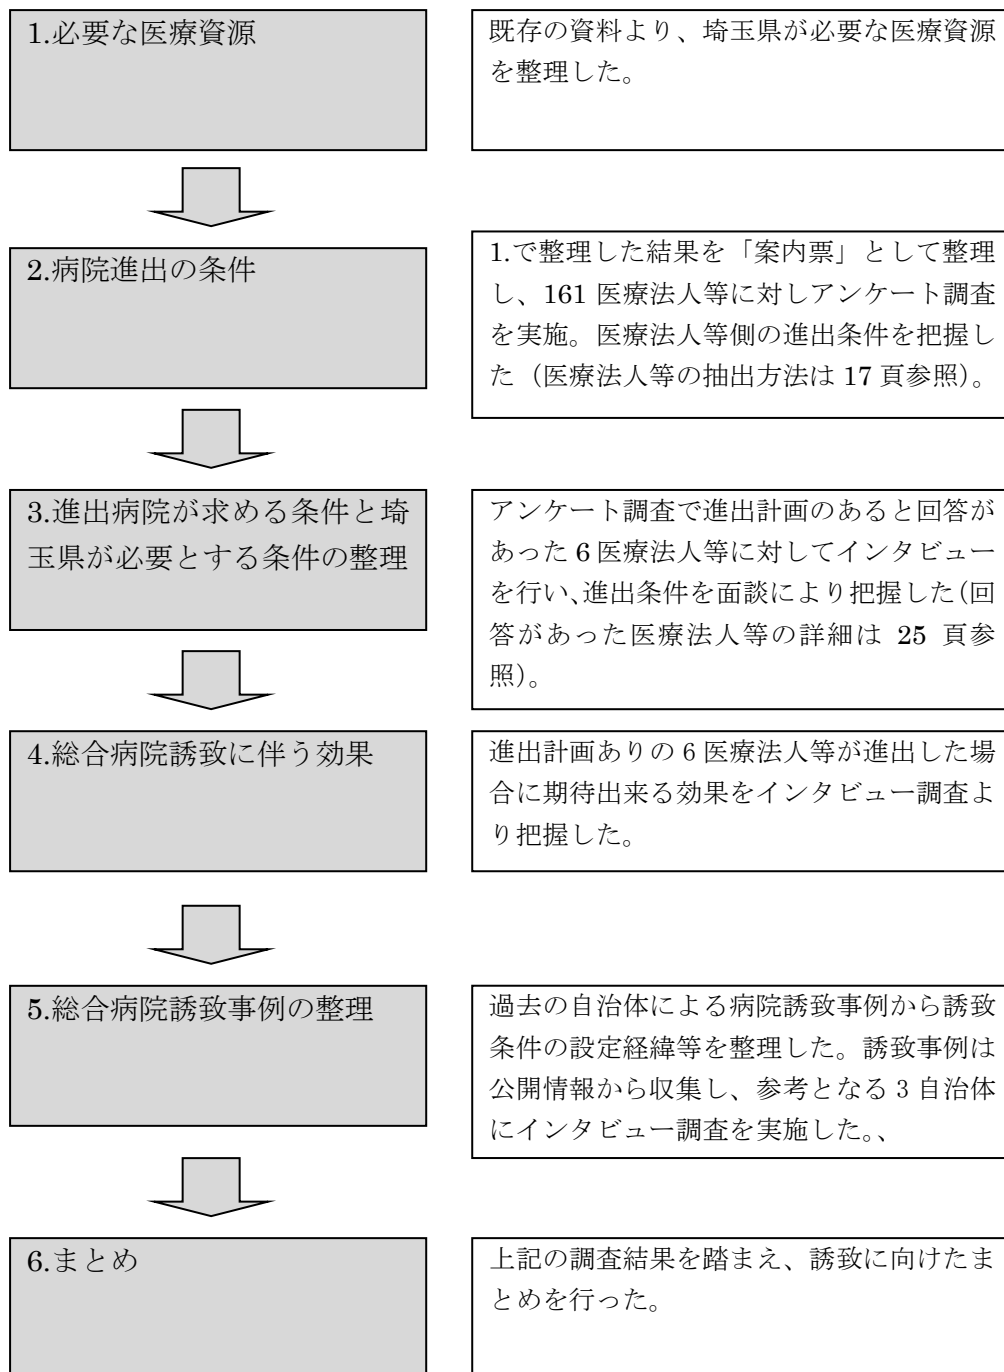 1.必要な医療資源
既存の資料より、埼玉県が必要な医療資源
を整理した。
2.病院進出の条件
1.で整理した結果を「案内票」として整理
し、161 医療法人等に対しアンケート調査
を実施。医療法人等側の進出条件を把握し
た（医療法人等の抽出方法は 17 頁参照）。
3.進出病院が求める条件と埼
玉県が必要とする条件の整理
アンケート調査で進出計画のあると回答が
あった 6 医療法人等に対してインタビュー
を行い、進出条件を面談により把握した（回
答があった医療法人等の詳細は 25 頁参
照）。
4.総合病院誘致に伴う効果
進出計画ありの 6 医療法人等が進出した場
合に期待出来る効果をインタビュー調査よ
り把握した。
5.総合病院誘致事例の整理
過去の自治体による病院誘致事例から誘致
条件の設定経緯等を整理した。誘致事例は
公開情報から収集し、参考となる 3 自治体
にインタビュー調査を実施した。、
6.まとめ
上記の調査結果を踏まえ、誘致に向けたま
とめを行った。